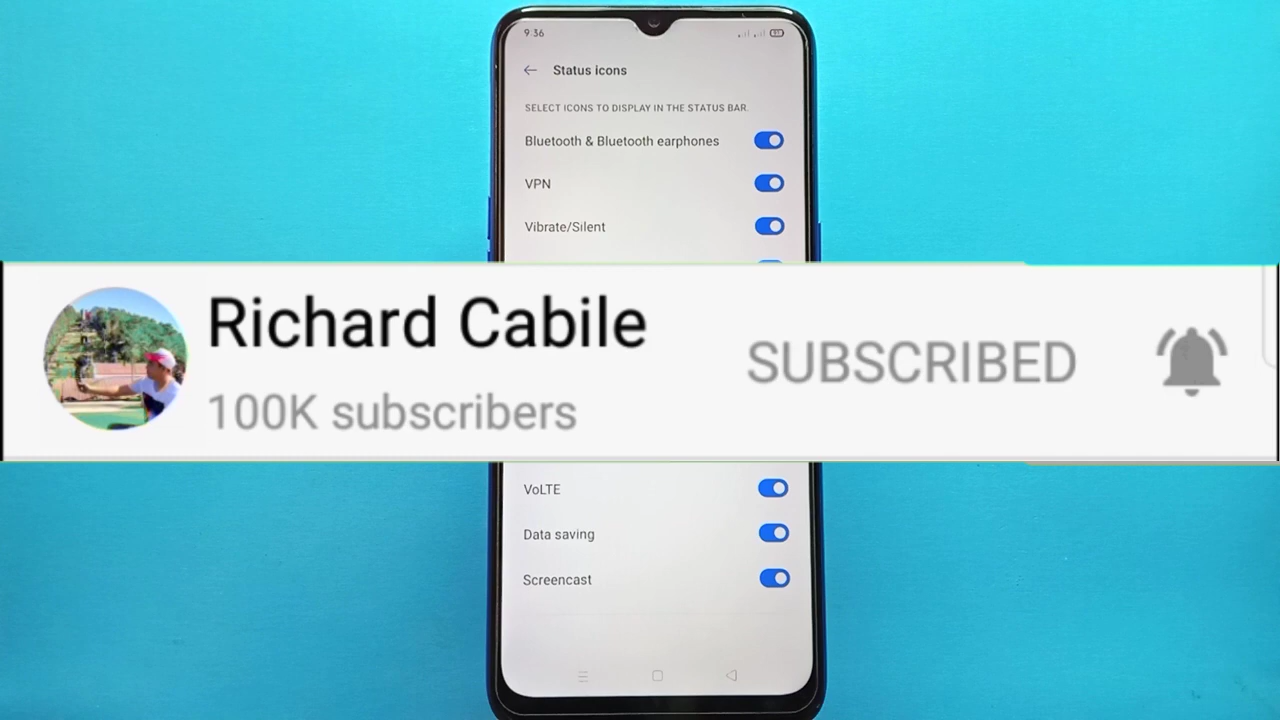 9:36
Status icons
SELECT ICONS TO DISPLAY IN THE STATUS BAR.
Bluetooth & Bluetooth earphones
VPN
Vibrate/Silent
Richard Cabile
100K subscribers
SUBSCRIBED
VoLTE
Data saving
Screencast